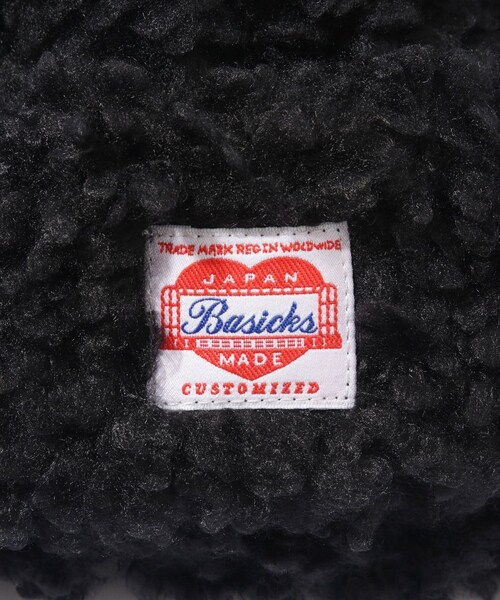 TRADE MARK REG IN WOLDWIDE
JAPAN
Basicks
MADE
CUSTOMIZED